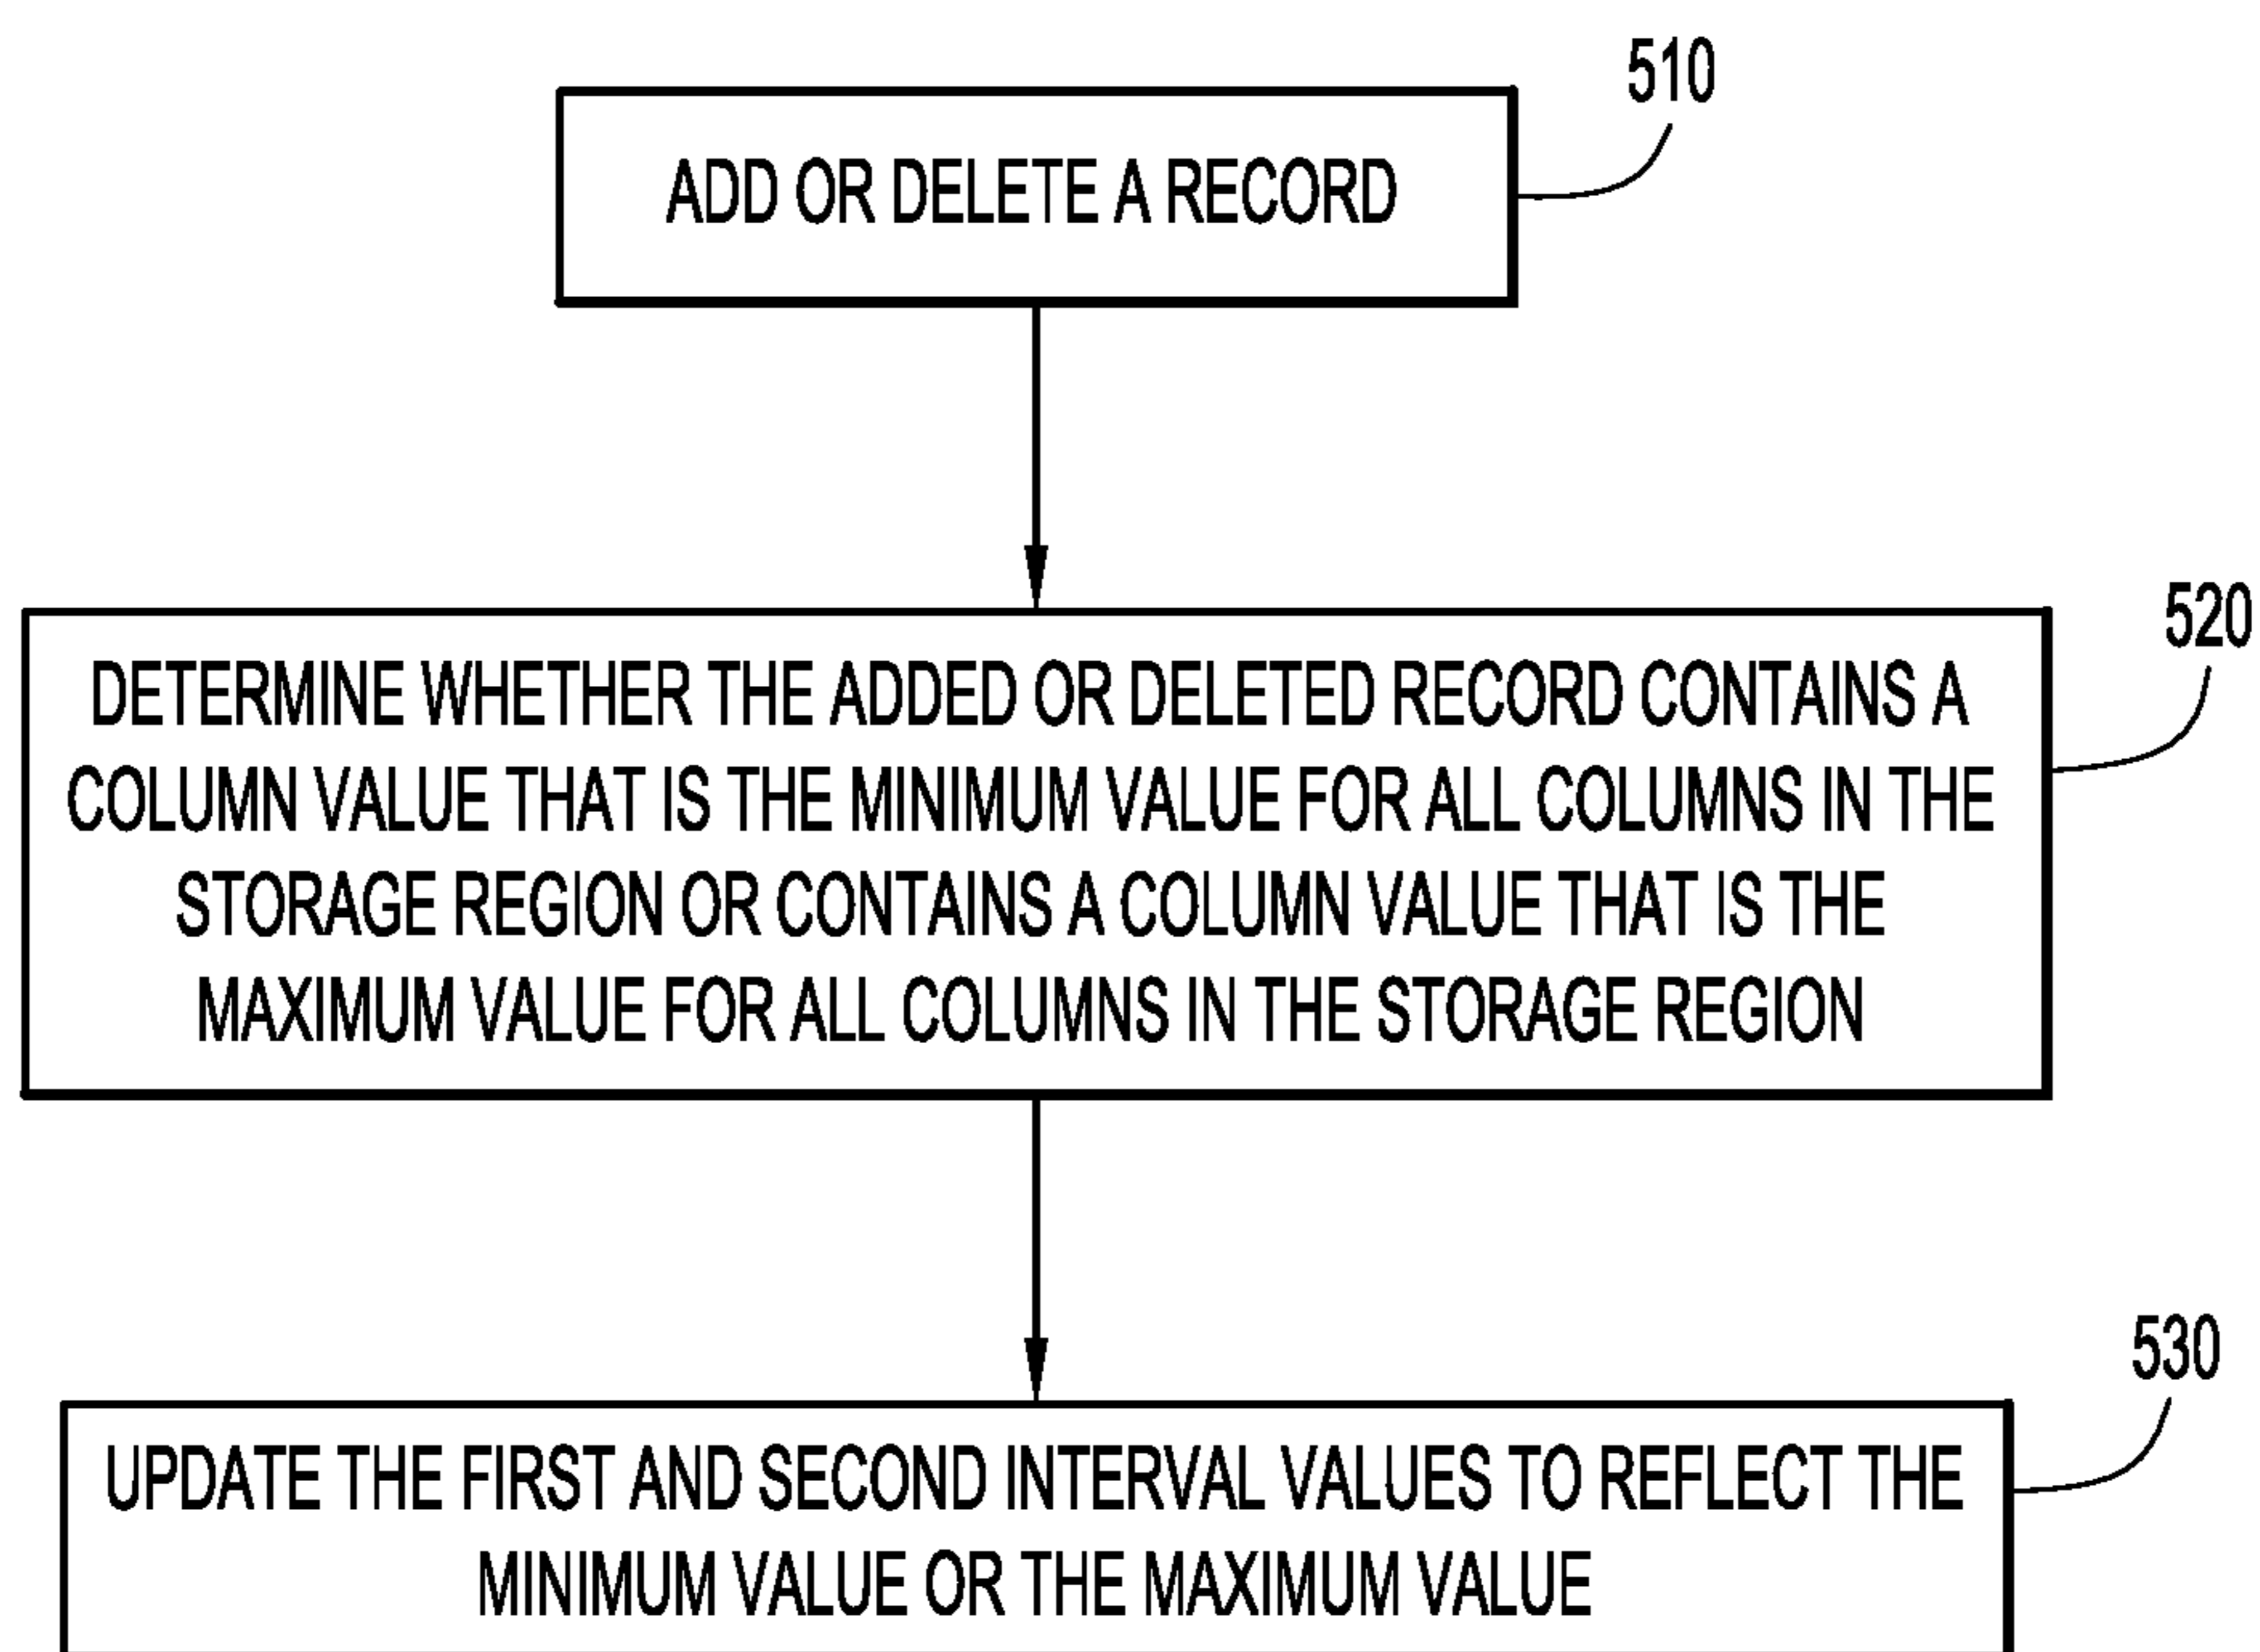 510
ADD OR DELETE A RECORD
520
DETERMINE WHETHER THE ADDED OR DELETED RECORD CONTAINS A
COLUMN VALUE THAT IS THE MINIMUM VALUE FOR ALL COLUMNS IN THE
STORAGE REGION OR CONTAINS A COLUMN VALUE THAT IS THE
MAXIMUM VALUE FOR ALL COLUMNS IN THE STORAGE REGION
530
UPDATE THE FIRST AND SECOND INTERVAL VALUES TO REFLECT THE
MINIMUM VALUE OR THE MAXIMUM VALUE